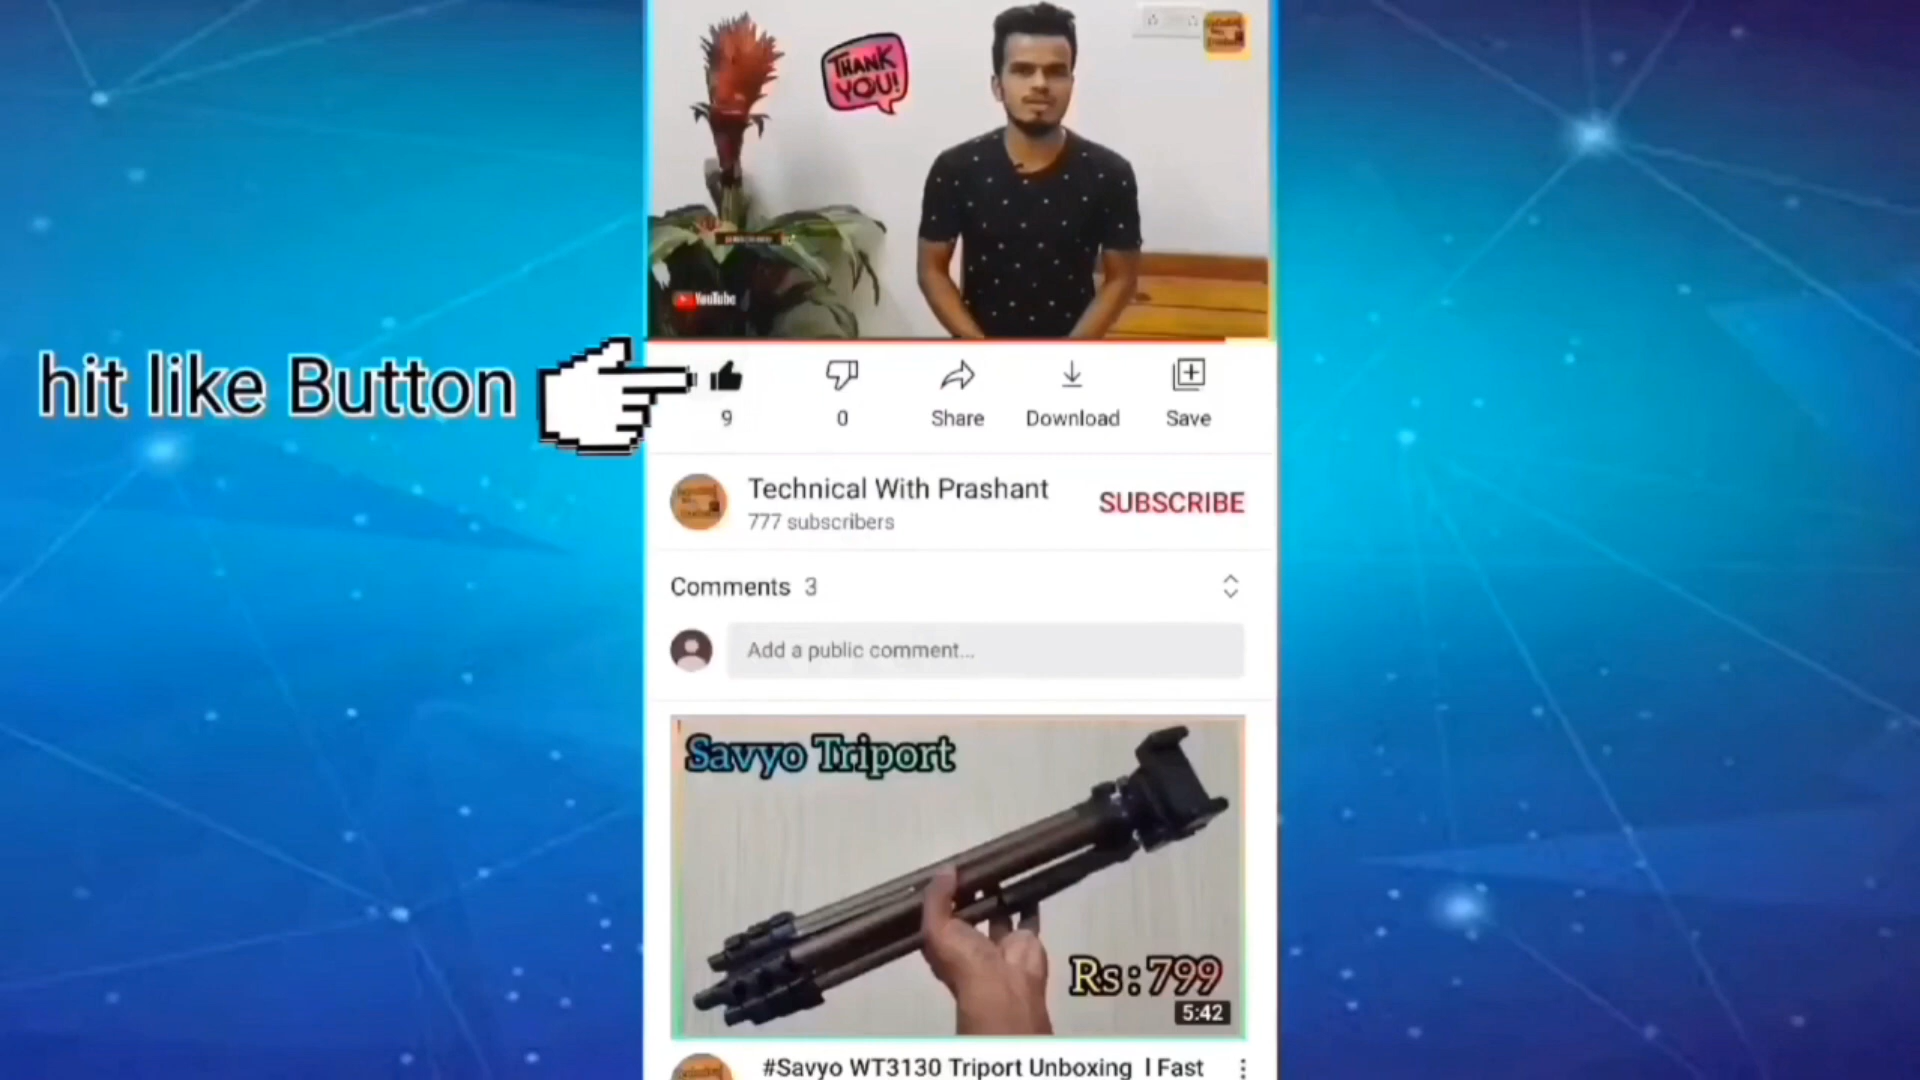 THANK
YOU!
YouTube
hit like Button
9
0
Share
Download
Save
Technical With Prashant
777 subscribers
SUBSCRIBE
Comments 3
Add a public comment...
Savyo Triport
Rs:799
5:42
#Savyo WT3130 Triport Unboxing l Fast